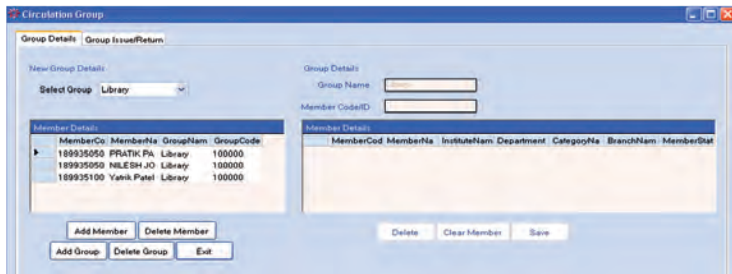 Circulation Group
Group Details Group Issue/Return
New Group Details
Select Group Library
Group Details
Group Name
Member Code/ID
Member Details
MemberCo MemberNa GroupNam GroupCode
189935050 PRATIK PA Library 100000
189935050 NILESH JO Library 100000
189935100 Yatrik Patel Library 100000
Member Details
MemberCod MemberNa InstituteNam Department CategoryNa BranchNam MemberStat
Add Member Delete Member
Add Group Delete Group Exit
Delete Clear Member Save